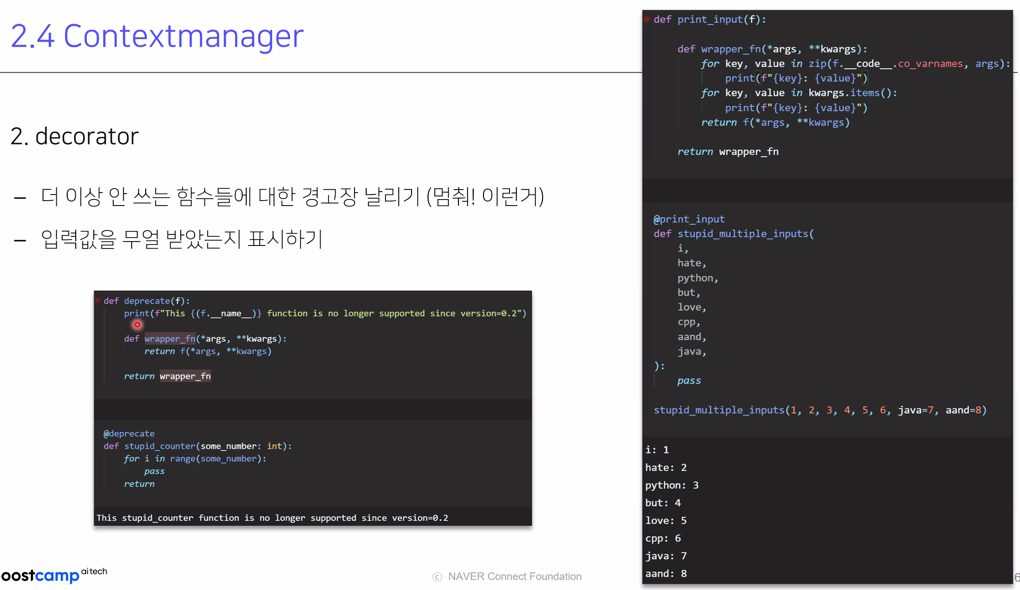 2.4 Contextmanager
2. decorator
– 더 이상 안 쓰는 함수들에 대한 경고장 날리기 (멈춰! 이런거)
– 입력값을 무얼 받았는지 표시하기
def deprecate(f):
print(f"This {(f.__name__)} function is no longer supported since version=0.2")
def wrapper_fn(*args, **kwargs):
return f(*args, **kwargs)
return wrapper_fn
@deprecate
def stupid_counter(some_number: int):
for i in range(some_number):
pass
return
This stupid_counter function is no longer supported since version=0.2
def print_input(f):
def wrapper_fn(*args, **kwargs):
for key, value in zip(f.__code__.co_varnames, args):
print(f"{key}: {value}")
for key, value in kwargs.items():
print(f"{key}: {value}")
return f(*args, **kwargs)
return wrapper_fn
@print_input
def stupid_multiple_inputs(
i,
hate,
python,
but,
love,
cpp,
aand,
java,
):
pass
stupid_multiple_inputs(1, 2, 3, 4, 5, 6, java=7, aand=8)
i: 1
hate: 2
python: 3
but: 4
love: 5
cpp: 6
java: 7
aand: 8
oostcamp ai tech
© NAVER Connect Foundation
6